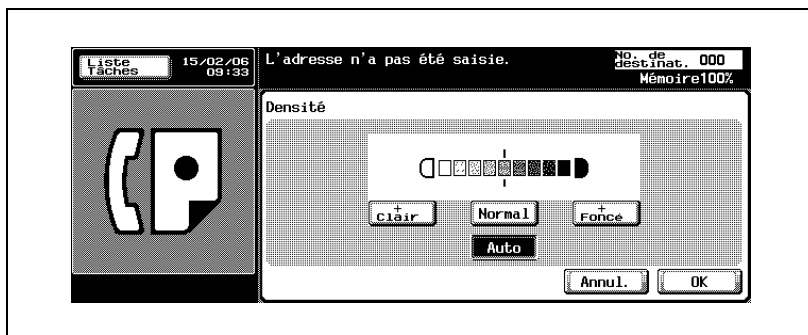 Liste
Tâches
15/02/06
09:33
L'adresse n'a pas été saisie.
No. de
destinat. 000
Mémoire100%
Densité
+
Clair
Normal
+
Foncé
Auto
Annul.
OK